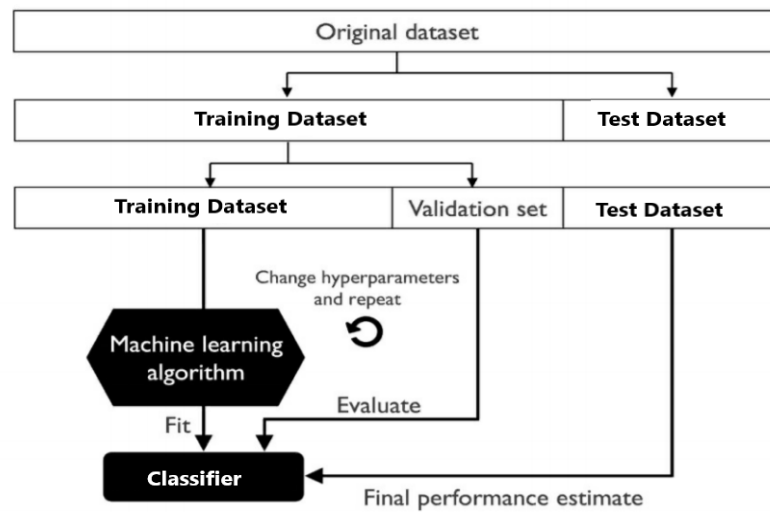 Original dataset
Training Dataset
Test Dataset
Training Dataset
Validation set
Test Dataset
Change hyperparameters
and repeat
Machine learning
algorithm
Evaluate
Fit
Classifier
Final performance estimate